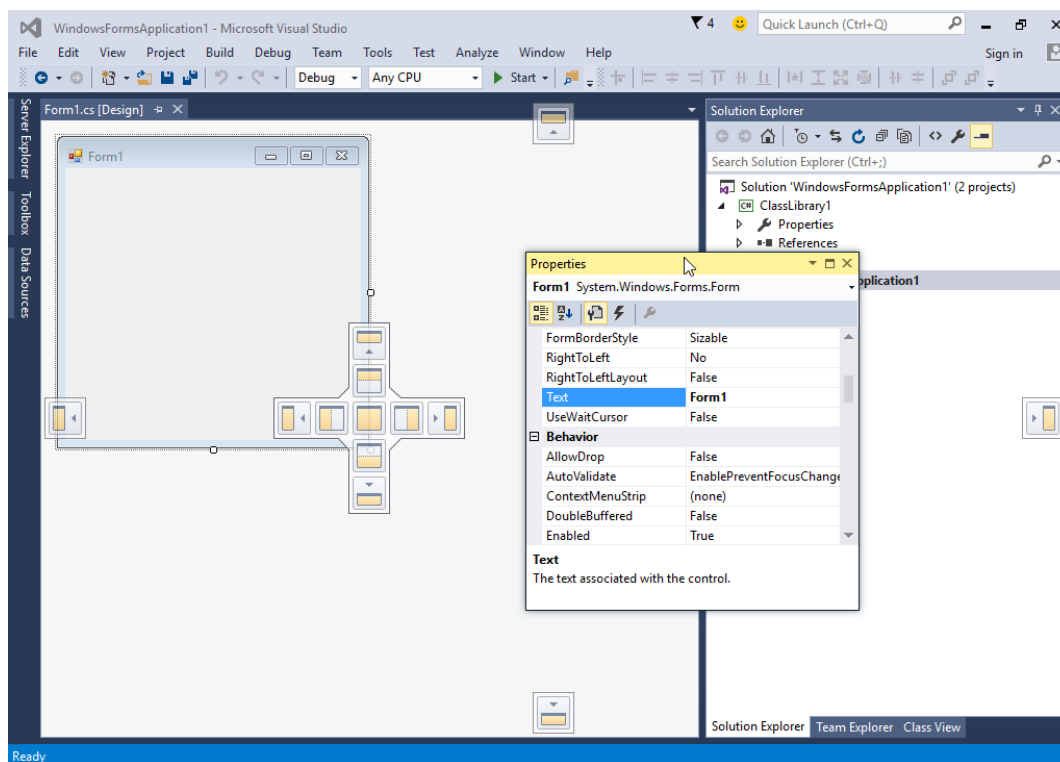 WindowsFormsApplication1 - Microsoft Visual Studio 4 Quick Launch (Ctrl+Q)
File Edit View Project Build Debug Team Tools Test Analyze Window Help Sign in
Debug Any CPU Start
Server Explorer
Toolbox
Data Sources
Form1.cs [Design]
Form1
Solution Explorer
Search Solution Explorer (Ctrl+;)
Solution 'WindowsFormsApplication1' (2 projects)
C# ClassLibrary1
Properties
References
plication1
Properties
Form1 System.Windows.Forms.Form
FormBorderStyle Sizable
RightToLeft No
RightToLeftLayout False
Text Form1
UseWaitCursor False
Behavior
AllowDrop False
AutoValidate EnablePreventFocusChange
ContextMenuStrip (none)
DoubleBuffered False
Enabled True
Text
The text associated with the control.
Solution Explorer Team Explorer Class View
Ready